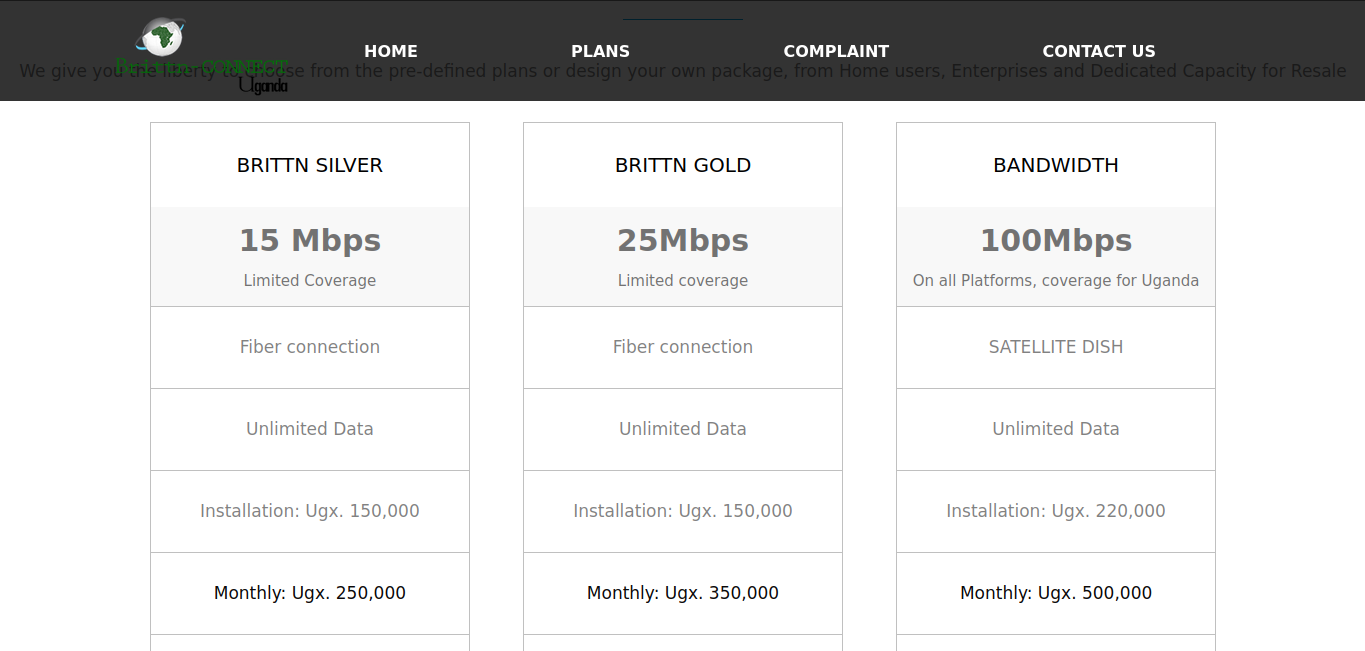 HOME PLANS COMPLAINT CONTACT US
Brittn-CONNECT
Uganda
We give you the liberty to choose from the pre-defined plans or design your own package, from Home users, Enterprises and Dedicated Capacity for Resale
BRITTN SILVER
15 Mbps
Limited Coverage
Fiber connection
Unlimited Data
Installation: Ugx. 150,000
Monthly: Ugx. 250,000
BRITTN GOLD
25Mbps
Limited coverage
Fiber connection
Unlimited Data
Installation: Ugx. 150,000
Monthly: Ugx. 350,000
BANDWIDTH
100Mbps
On all Platforms, coverage for Uganda
SATELLITE DISH
Unlimited Data
Installation: Ugx. 220,000
Monthly: Ugx. 500,000